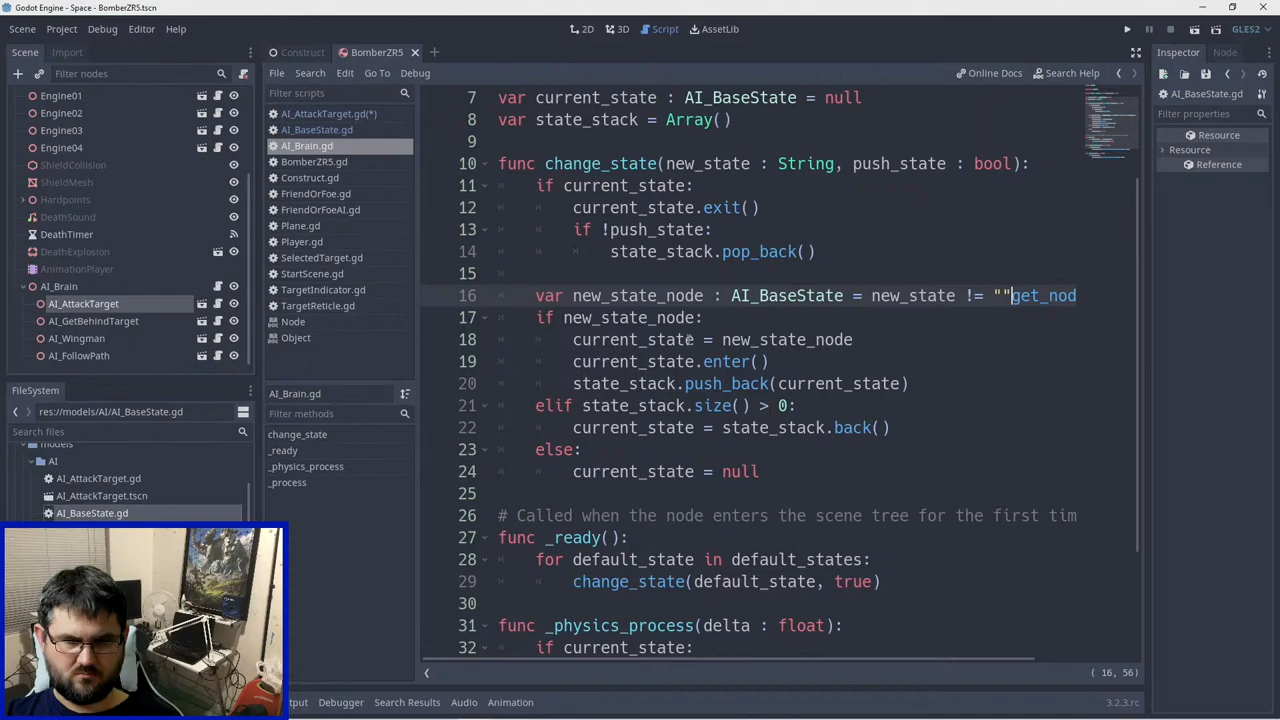 Godot Engine - Space - BomberZR5.tscn
Scene Project Debug Editor Help
2D 3D Script AssetLib
GLES2
Scene Import
Filter nodes
Engine01
Engine02
Engine03
Engine04
ShieldCollision
ShieldMesh
Hardpoints
DeathSound
DeathTimer
DeathExplosion
AnimationPlayer
AI_Brain
AI_AttackTarget
AI_GetBehindTarget
AI_Wingman
AI_FollowPath
FileSystem
res://models/AI/AI_BaseState.gd
Search files
models
AI
AI_AttackTarget.gd
AI_AttackTarget.tscn
AI_BaseState.gd
Construct BomberZR5
File Search Edit Go To Debug
Online Docs Search Help
Filter scripts
AI_AttackTarget.gd(*)
AI_BaseState.gd
AI_Brain.gd
BomberZR5.gd
Construct.gd
FriendOrFoe.gd
FriendOrFoeAI.gd
Plane.gd
Player.gd
SelectedTarget.gd
StartScene.gd
TargetIndicator.gd
TargetReticle.gd
Node
Object
AI_Brain.gd
Filter methods
change_state
_ready
_physics_process
_process
7 var current_state : AI_BaseState = null
8 var state_stack = Array()
9
10 func change_state(new_state : String, push_state : bool):
11 if current_state:
12 current_state.exit()
13 if !push_state:
14 state_stack.pop_back()
15
16 var new_state_node : AI_BaseState = new_state != ""get_nod
17 if new_state_node:
18 current_state = new_state_node
19 current_state.enter()
20 state_stack.push_back(current_state)
21 elif state_stack.size() > 0:
22 current_state = state_stack.back()
23 else:
24 current_state = null
25
26 # Called when the node enters the scene tree for the first tim
27 func _ready():
28 for default_state in default_states:
29 change_state(default_state, true)
30
31 func _physics_process(delta : float):
32 if current_state:
( 16, 56)
Debugger Search Results Audio Animation
3.2.3.rc
Inspector Node
AI_BaseState.gd
Filter properties
Resource
Resource
Reference